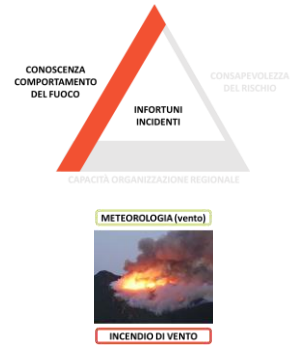 CONOSCENZA
COMPORTAMENTO
DEL FUOCO
CONSAPEVOLEZZA
DEL RISCHIO
INFORTUNI
INCIDENTI
CAPACITÀ ORGANIZZAZIONE REGIONALE
METEOROLOGIA (vento)
INCENDIO DI VENTO